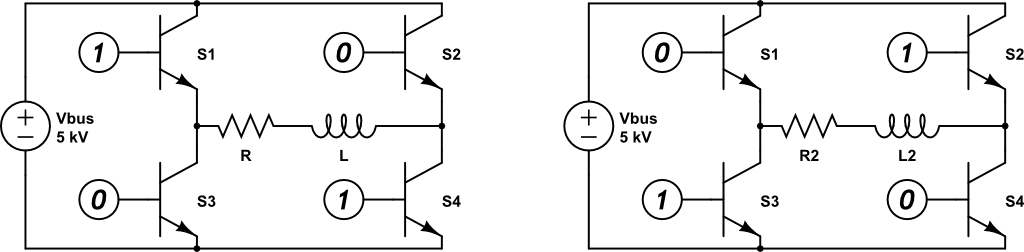 1 S1 0 S2
Vbus
5 kV
R L
0 S3 1 S4
0 S1 1 S2
Vbus
5 kV
R2 L2
1 S3 0 S4